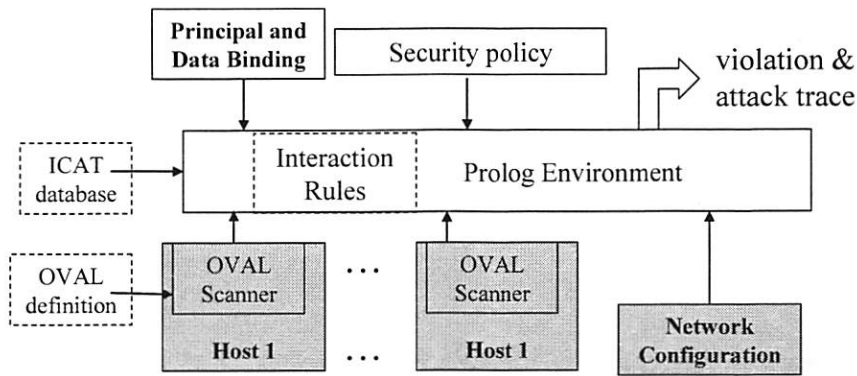 Principal and
Data Binding
Security policy
violation &
attack trace
ICAT
database
Interaction
Rules
Prolog Environment
OVAL
definition
OVAL
Scanner
Host 1
...
...
OVAL
Scanner
Host 1
Network
Configuration